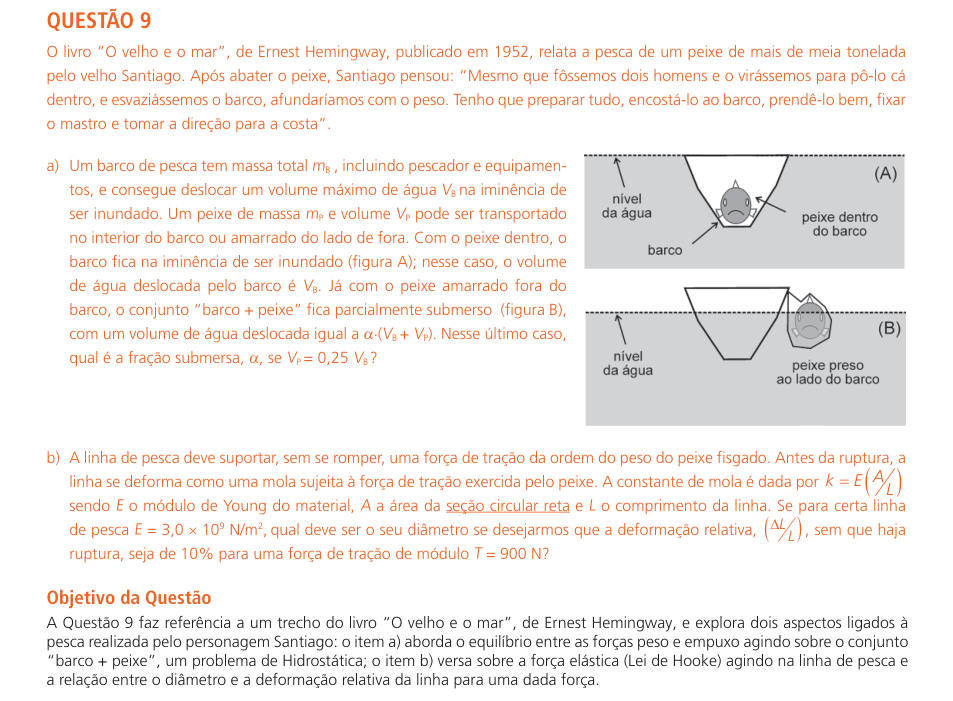 QUESTÃO 9
O livro “O velho e o mar”, de Ernest Hemingway, publicado em 1952, relata a pesca de um peixe de mais de meia tonelada
pelo velho Santiago. Após abater o peixe, Santiago pensou: “Mesmo que fôssemos dois homens e o virássemos para pô-lo cá
dentro, e esvaziássemos o barco, afundaríamos com o peso. Tenho que preparar tudo, encostá-lo ao barco, prendê-lo bem, fixar
o mastro e tomar a direção para a costa”.
a) Um barco de pesca tem massa total mB , incluindo pescador e equipamen-
tos, e consegue deslocar um volume máximo de água VB na iminência de
ser inundado. Um peixe de massa mP e volume VP pode ser transportado
no interior do barco ou amarrado do lado de fora. Com o peixe dentro, o
barco fica na iminência de ser inundado (figura A); nesse caso, o volume
de água deslocada pelo barco é VB. Já com o peixe amarrado fora do
barco, o conjunto “barco + peixe” fica parcialmente submerso (figura B),
com um volume de água deslocada igual a α·(VB + VP). Nesse último caso,
qual é a fração submersa, α, se VP = 0,25 VB ?
(A)
nível
da água
peixe dentro
do barco
barco
(B)
nível
da água
peixe preso
ao lado do barco
b) A linha de pesca deve suportar, sem se romper, uma força de tração da ordem do peso do peixe fisgado. Antes da ruptura, a
linha se deforma como uma mola sujeita à força de tração exercida pelo peixe. A constante de mola é dada por k = E(A/L)
sendo E o módulo de Young do material, A a área da seção circular reta e L o comprimento da linha. Se para certa linha
de pesca E = 3,0 × 10⁹ N/m², qual deve ser o seu diâmetro se desejarmos que a deformação relativa, (ΔL/L), sem que haja
ruptura, seja de 10% para uma força de tração de módulo T = 900 N?
Objetivo da Questão
A Questão 9 faz referência a um trecho do livro “O velho e o mar”, de Ernest Hemingway, e explora dois aspectos ligados à
pesca realizada pelo personagem Santiago: o item a) aborda o equilíbrio entre as forças peso e empuxo agindo sobre o conjunto
“barco + peixe”, um problema de Hidrostática; o item b) versa sobre a força elástica (Lei de Hooke) agindo na linha de pesca e
a relação entre o diâmetro e a deformação relativa da linha para uma dada força.